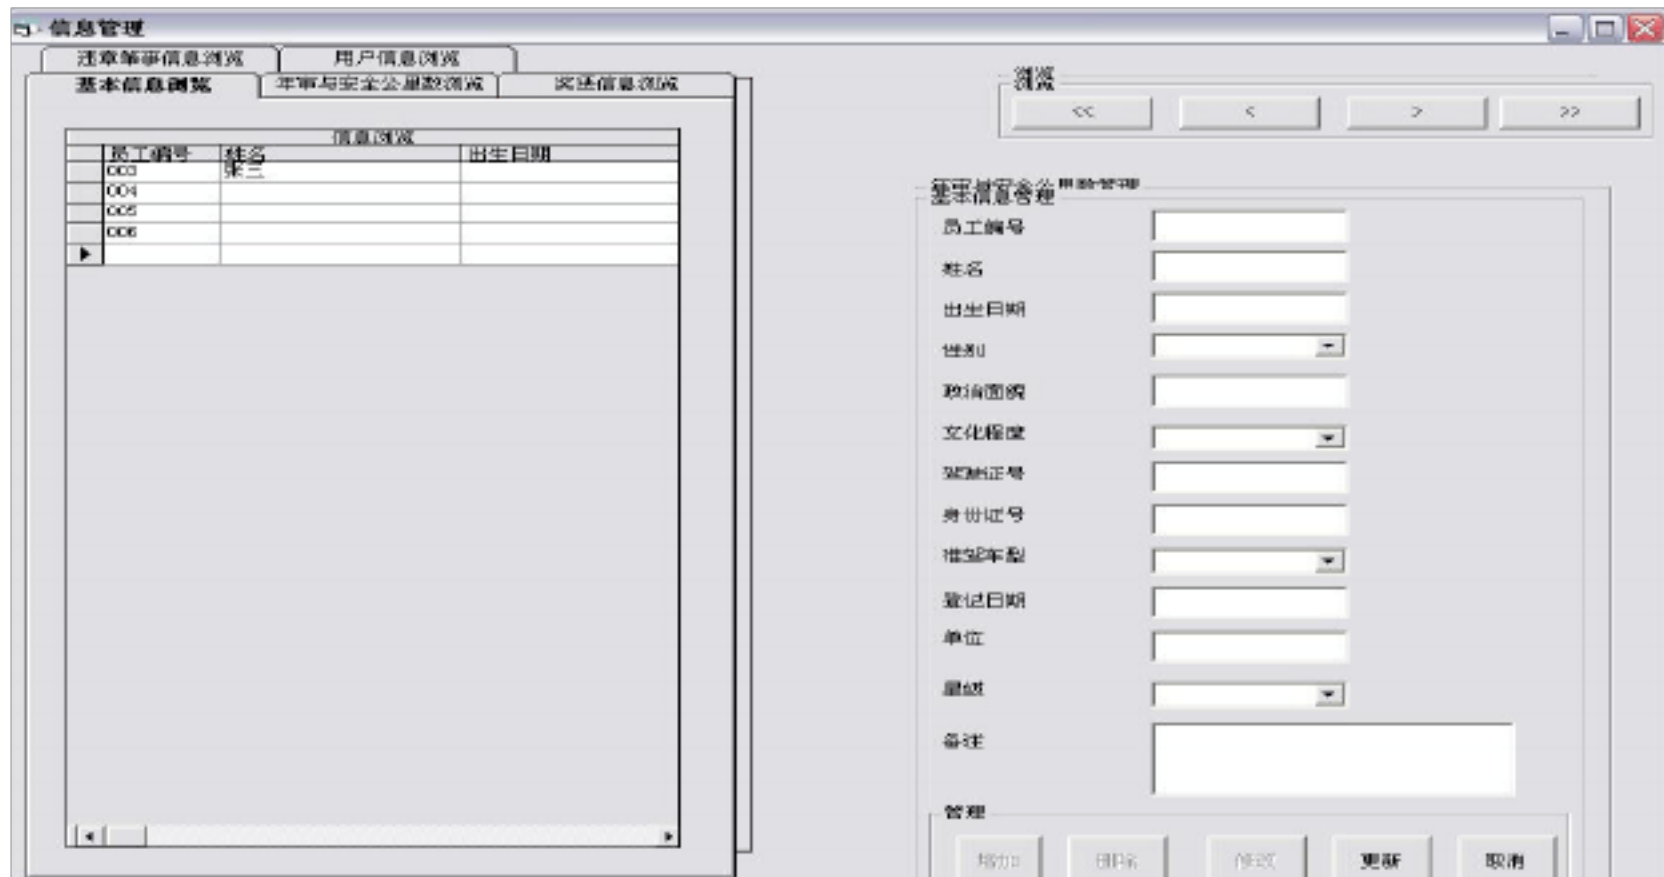 信息管理
违章肇事信息浏览 用户信息浏览
基本信息浏览 年审与安全公里数浏览 奖惩信息浏览
信息浏览
员工编号 姓名 出生日期
003 张三
004
005
006
浏览
<< < > >>
基本信息管理
员工编号
姓名
出生日期
性别
政治面貌
文化程度
驾驶证号
身份证号
准驾车型
登记日期
单位
星级
备注
管理
增加 删除 修改 更新 取消